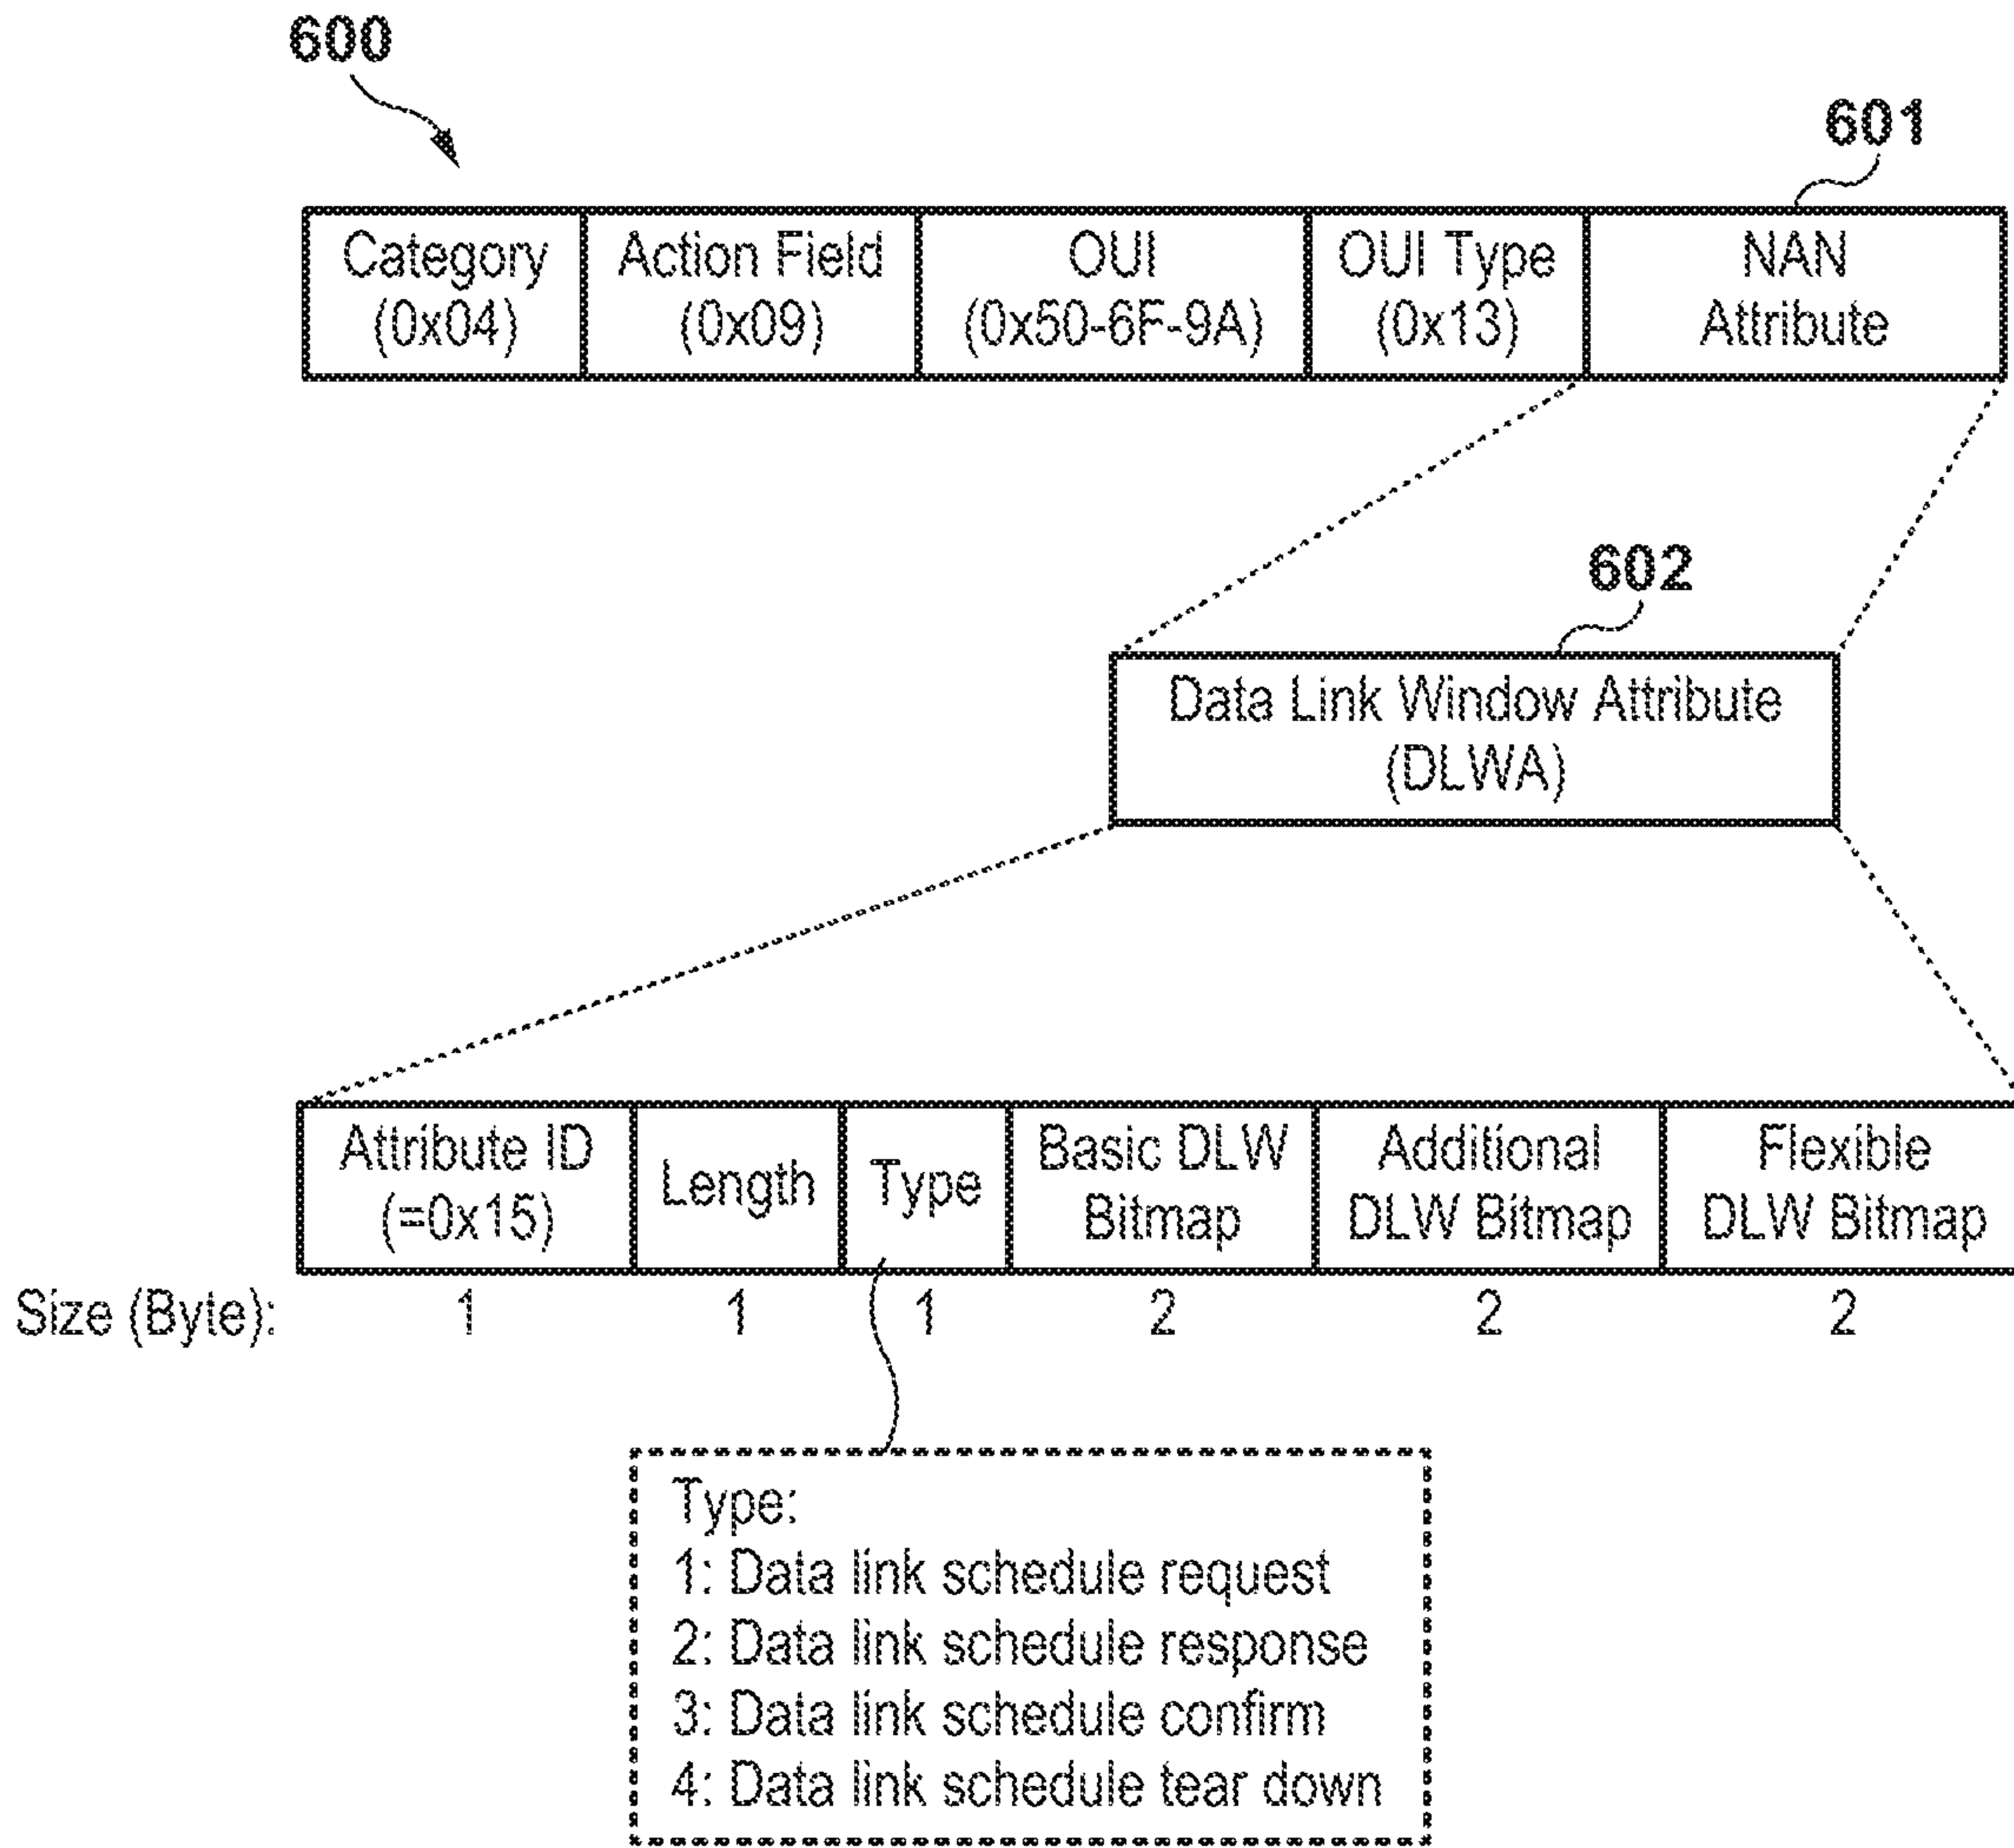 600
601
Category
(0x04)
Action Field
(0x09)
OUI
(0x50-6F-9A)
OUI Type
(0x13)
NAN
Attribute
602
Data Link Window Attribute
(DLWA)
Attribute ID
(=0x15)
Length
Type
Basic DLW
Bitmap
Additional
DLW Bitmap
Flexible
DLW Bitmap
Size (Byte): 1 1 1 2 2 2
Type:
1: Data link schedule request
2: Data link schedule response
3: Data link schedule confirm
4: Data link schedule tear down